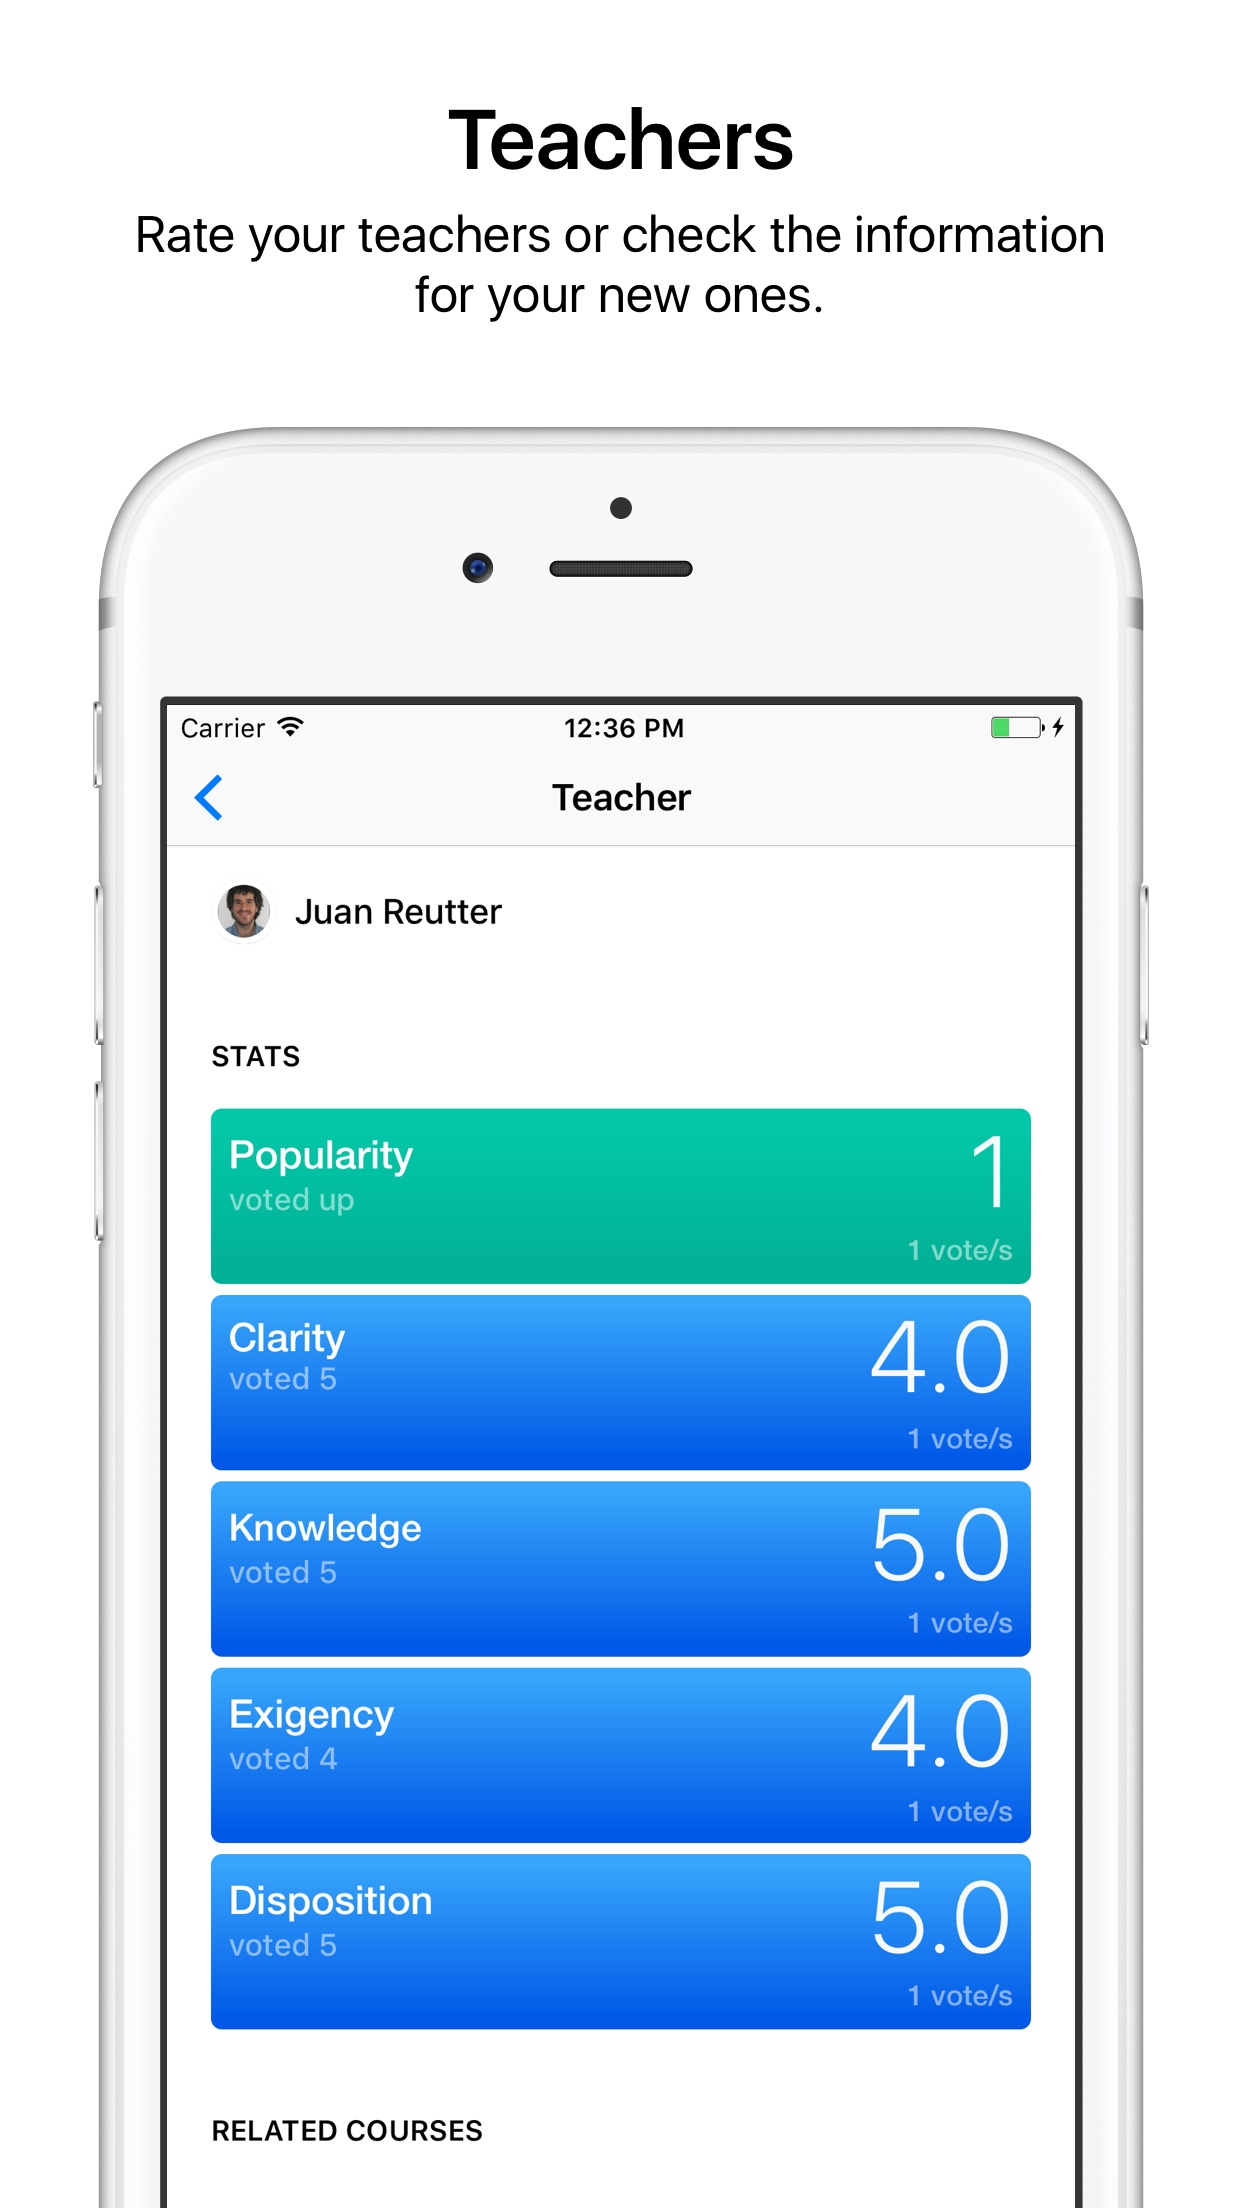 Teachers
Rate your teachers or check the information
for your new ones.
Carrier 12:36 PM
Teacher
Juan Reutter
STATS
Popularity 1
voted up
1 vote/s
Clarity 4.0
voted 5
1 vote/s
Knowledge 5.0
voted 5
1 vote/s
Exigency 4.0
voted 4
1 vote/s
Disposition 5.0
voted 5
1 vote/s
RELATED COURSES